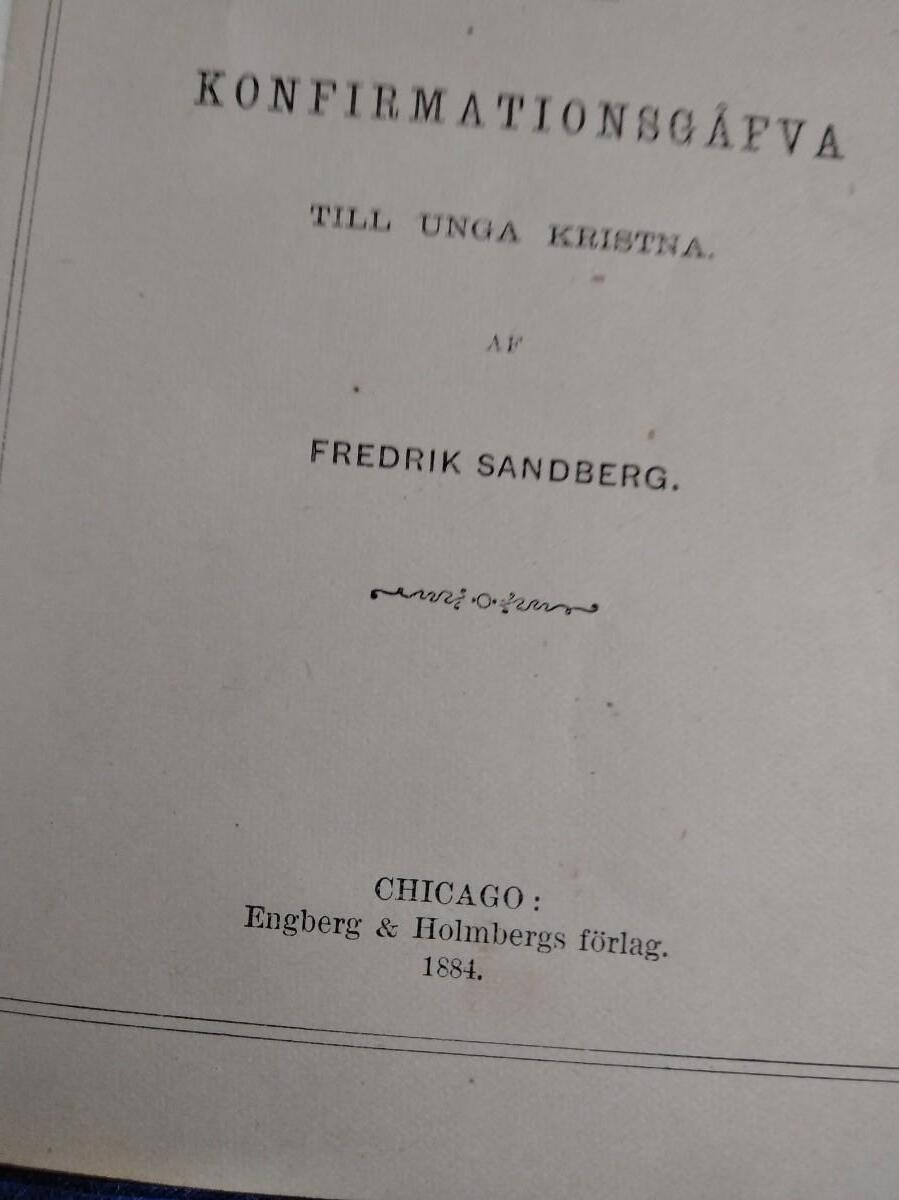 KONFIRMATIONSGÅFVA
TILL UNGA KRISTNA.
AF
FREDRIK SANDBERG.
CHICAGO:
Engberg & Holmbergs förlag.
1884.